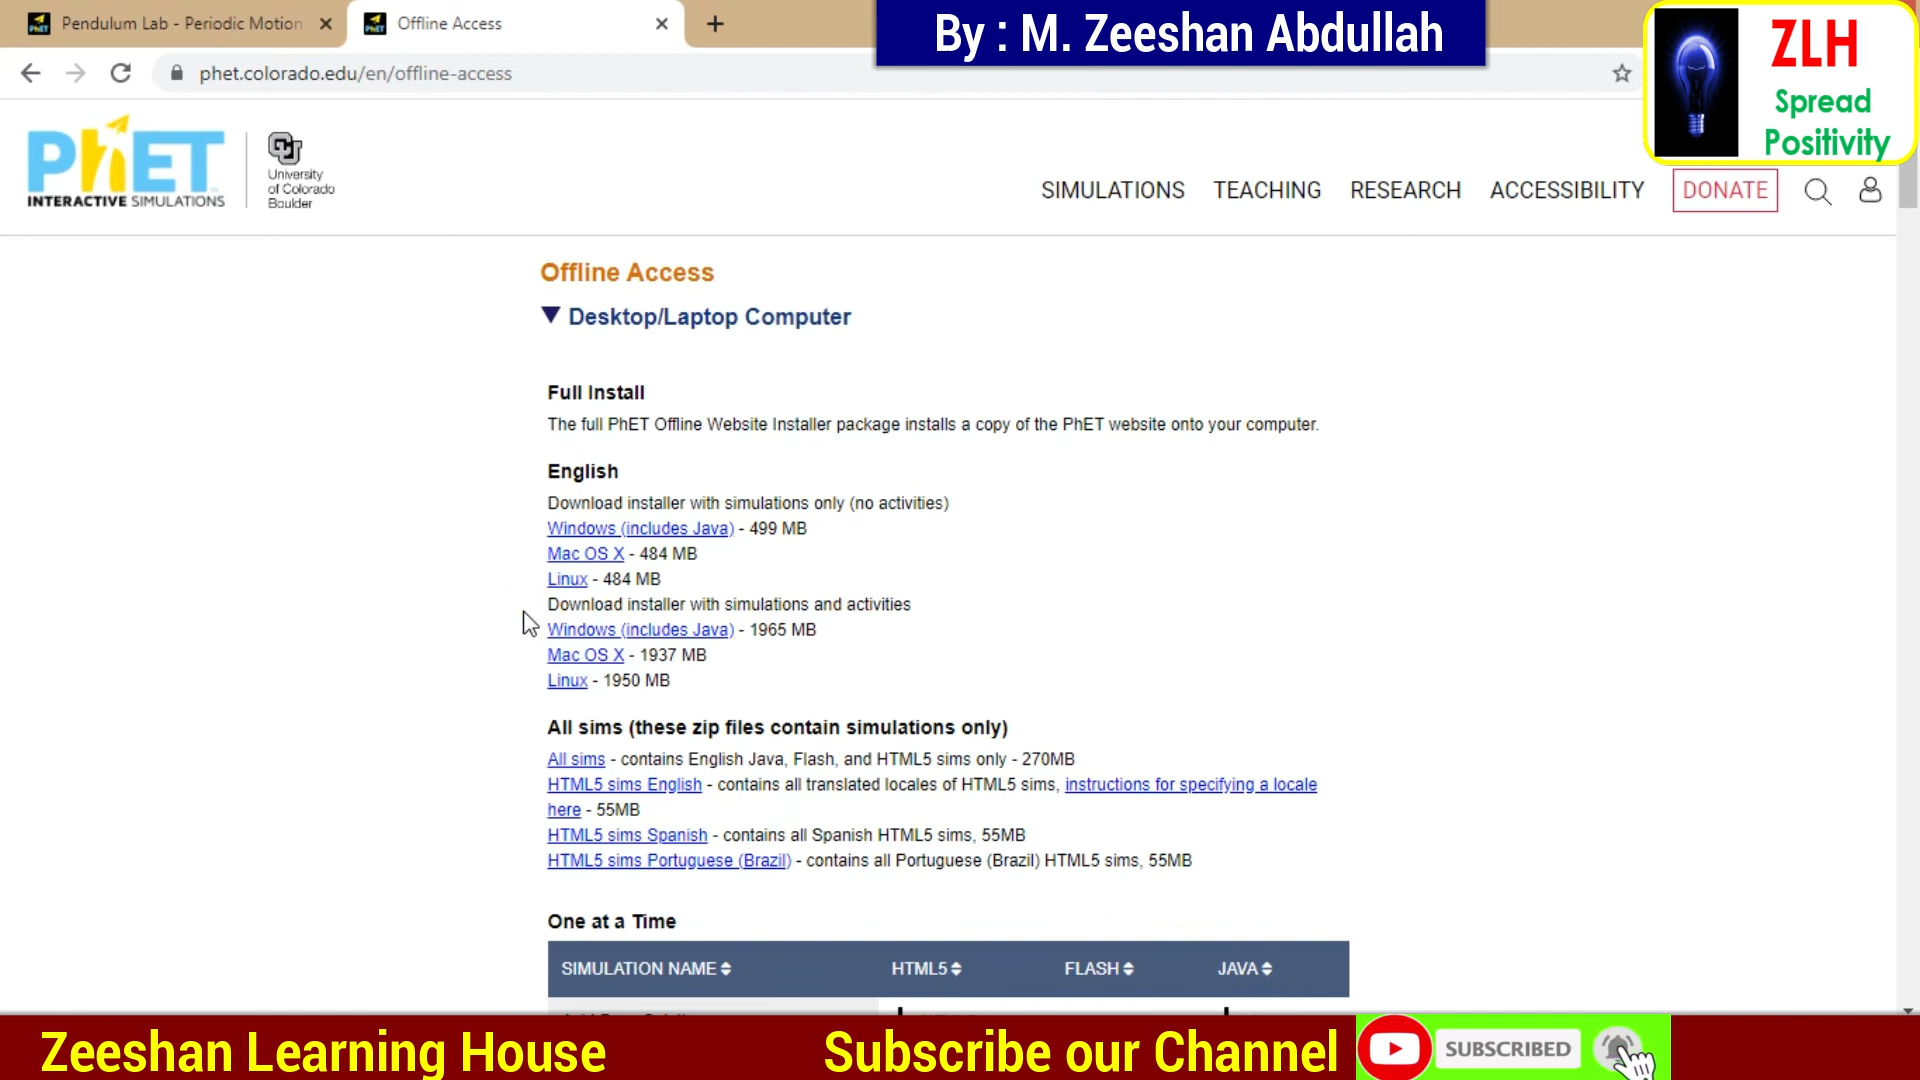 Pendulum Lab - Periodic Motion
Offline Access
By : M. Zeeshan Abdullah
ZLH
Spread
Positivity
phet.colorado.edu/en/offline-access
PhET
INTERACTIVE SIMULATIONS
CU
University
of Colorado
Boulder
SIMULATIONS TEACHING RESEARCH ACCESSIBILITY DONATE
Offline Access
Desktop/Laptop Computer
Full Install
The full PhET Offline Website Installer package installs a copy of the PhET website onto your computer.
English
Download installer with simulations only (no activities)
Windows (includes Java) - 499 MB
Mac OS X - 484 MB
Linux - 484 MB
Download installer with simulations and activities
Windows (includes Java) - 1965 MB
Mac OS X - 1937 MB
Linux - 1950 MB
All sims (these zip files contain simulations only)
All sims - contains English Java, Flash, and HTML5 sims only - 270MB
HTML5 sims English - contains all translated locales of HTML5 sims, instructions for specifying a locale
here - 55MB
HTML5 sims Spanish - contains all Spanish HTML5 sims, 55MB
HTML5 sims Portuguese (Brazil) - contains all Portuguese (Brazil) HTML5 sims, 55MB
One at a Time
SIMULATION NAME HTML5 FLASH JAVA
Zeeshan Learning House
Subscribe our Channel
SUBSCRIBED